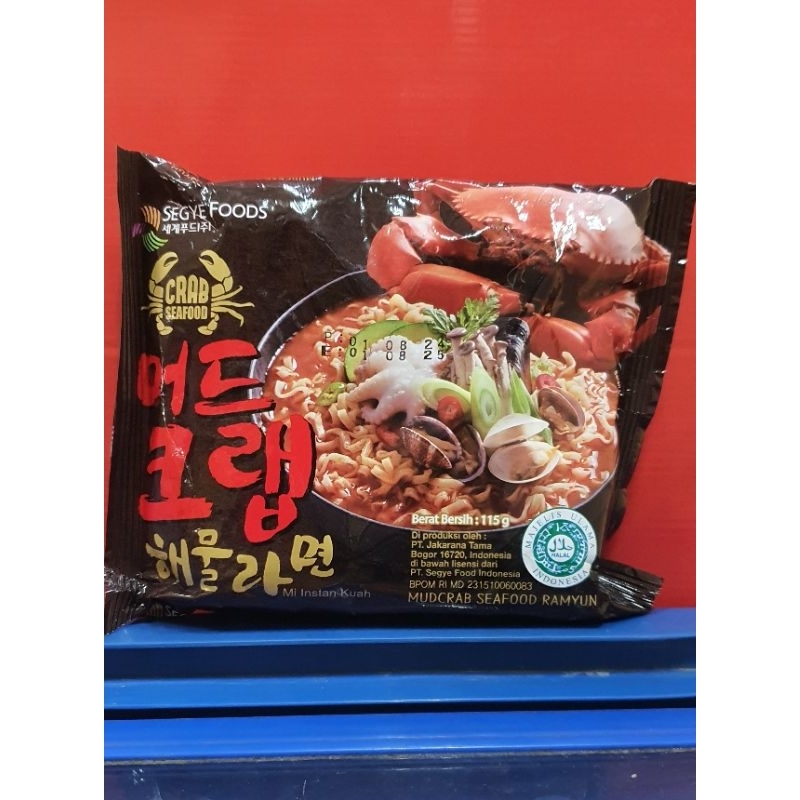 SEGYE FOODS
세계푸드(주)
CRAB
SEAFOOD
머드
크랩
해물라면
Mi Instan Kuah
P: 01 08 24
E: 01 08 25
Berat Bersih : 115 g
Di produksi oleh :
PT. Jakarana Tama
Bogor 16720, Indonesia
di bawah lisensi dari
PT. Segye Food Indonesia
BPOM RI MD 231510060083
MUDCRAB SEAFOOD RAMYUN
MAJELIS ULAMA
حلال
HALAL
INDONESIA